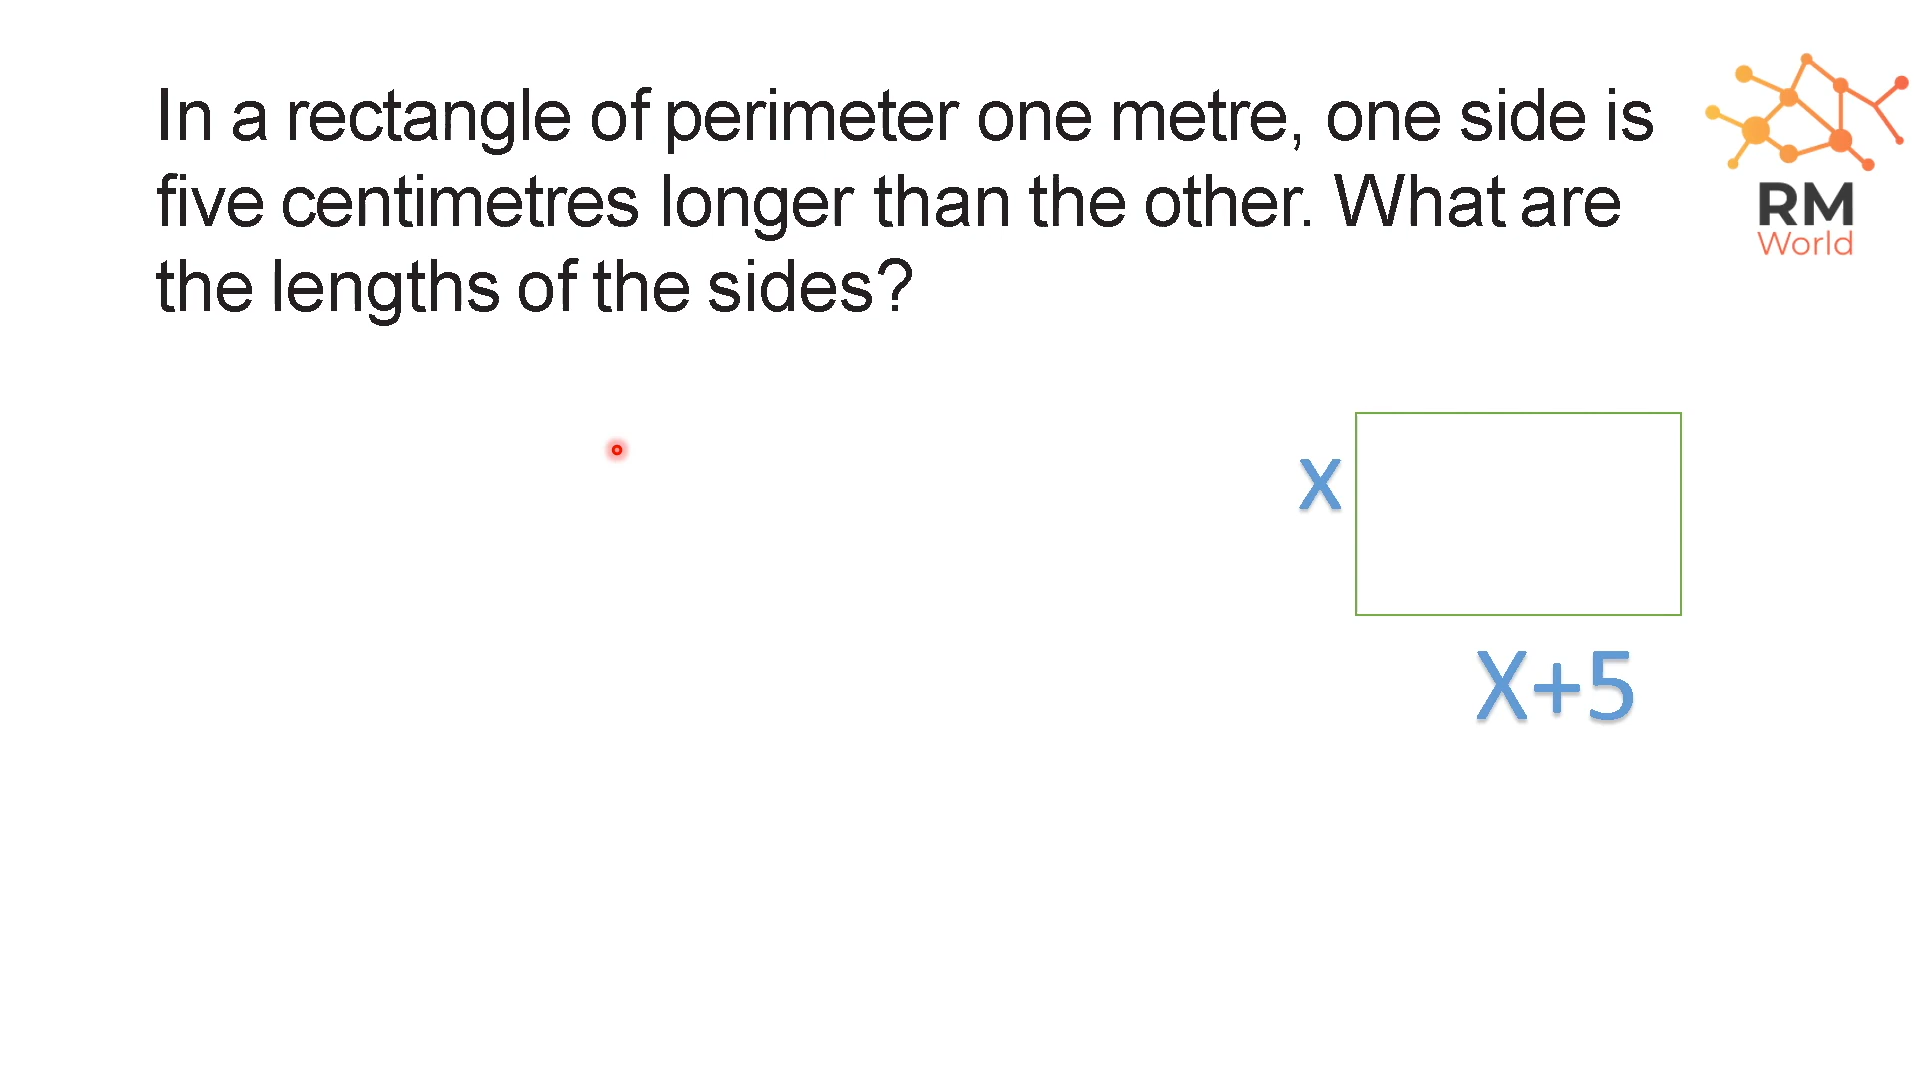 In a rectangle of perimeter one metre, one side is
five centimetres longer than the other. What are
the lengths of the sides?
RM
World
x
X+5